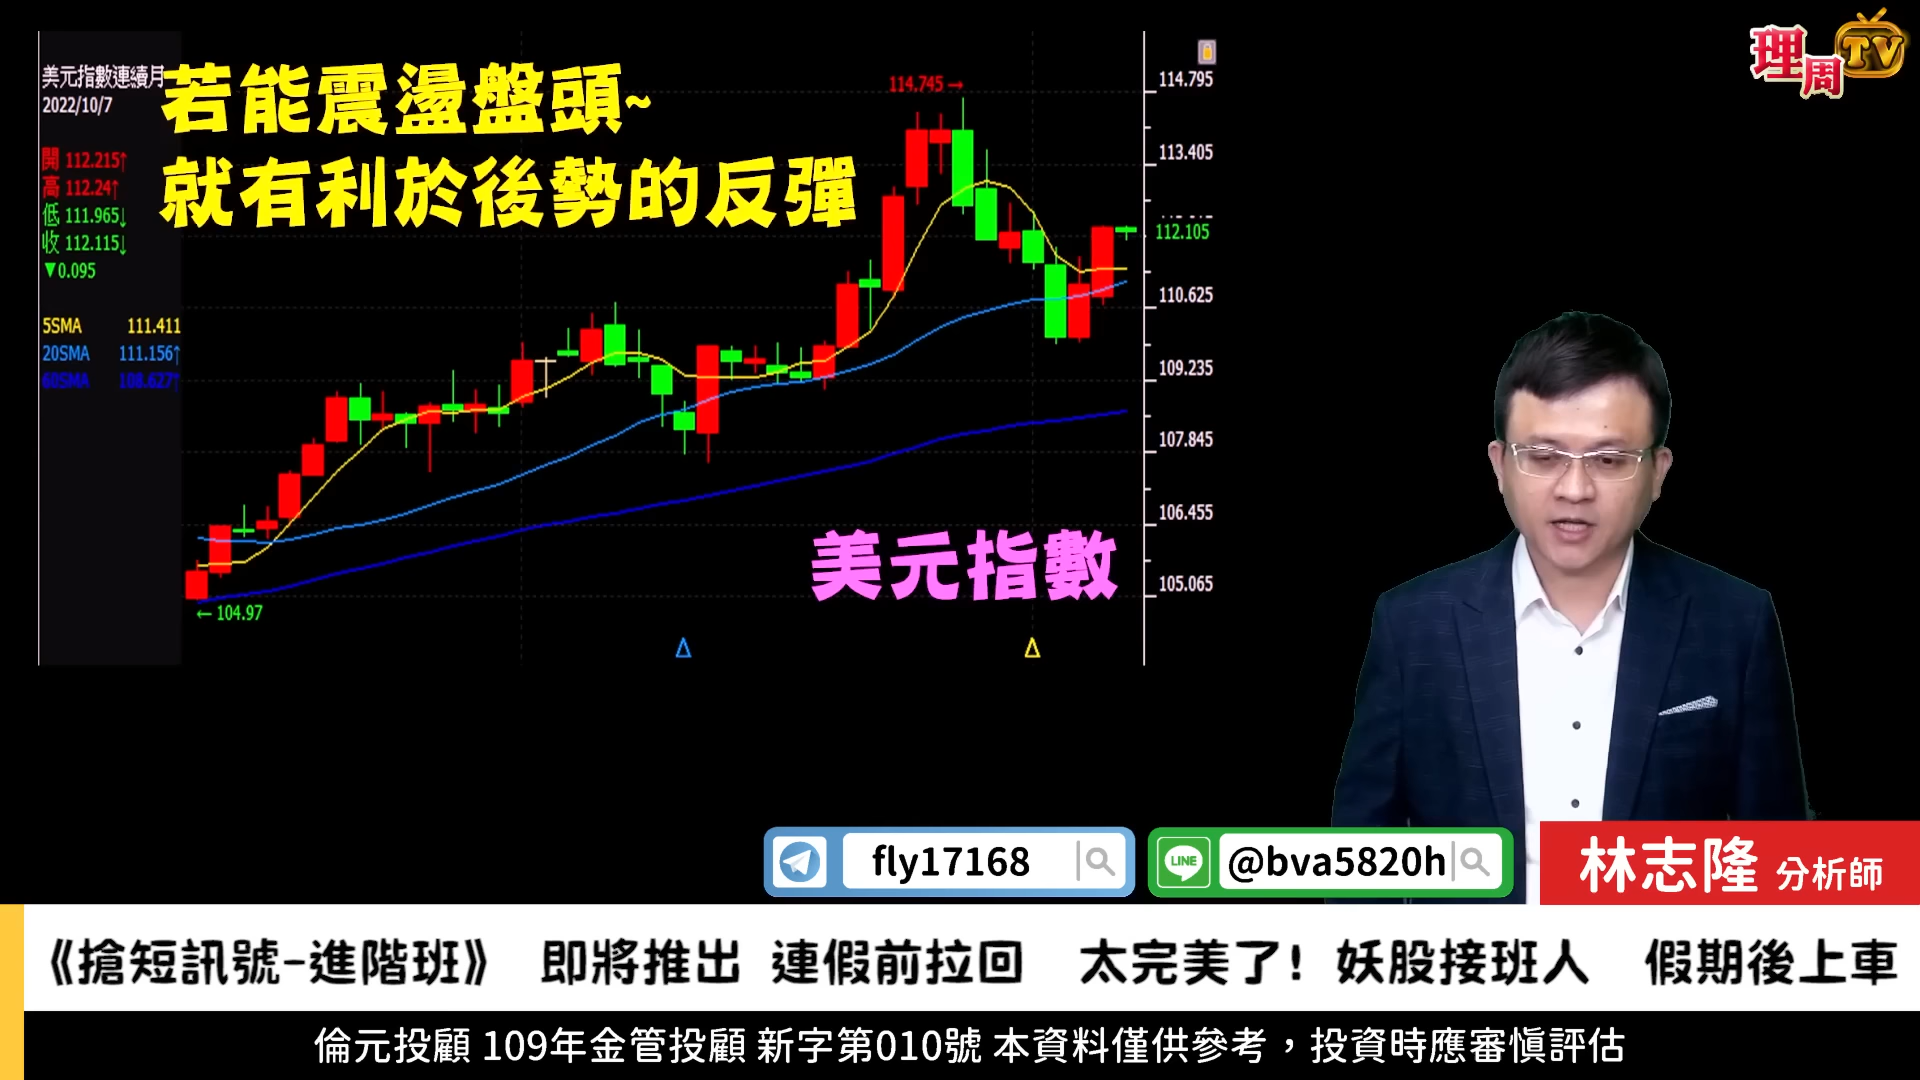 美元指數連續月
2022/10/7
開 112.215↑
高 112.24↑
低 111.965↓
收 112.115↓
▼0.095
5SMA 111.411
20SMA 111.156↑
60SMA 108.627↑
若能震盪盤頭~
就有利於後勢的反彈
114.745→
←104.97
美元指數
114.795
113.405
112.105
110.625
109.235
107.845
106.455
105.065
理周TV
fly17168
LINE
@bva5820h
林志隆 分析師
《搶短訊號-進階班》 即將推出 連假前拉回 太完美了! 妖股接班人 假期後上車
倫元投顧 109年金管投顧 新字第010號 本資料僅供參考，投資時應審慎評估